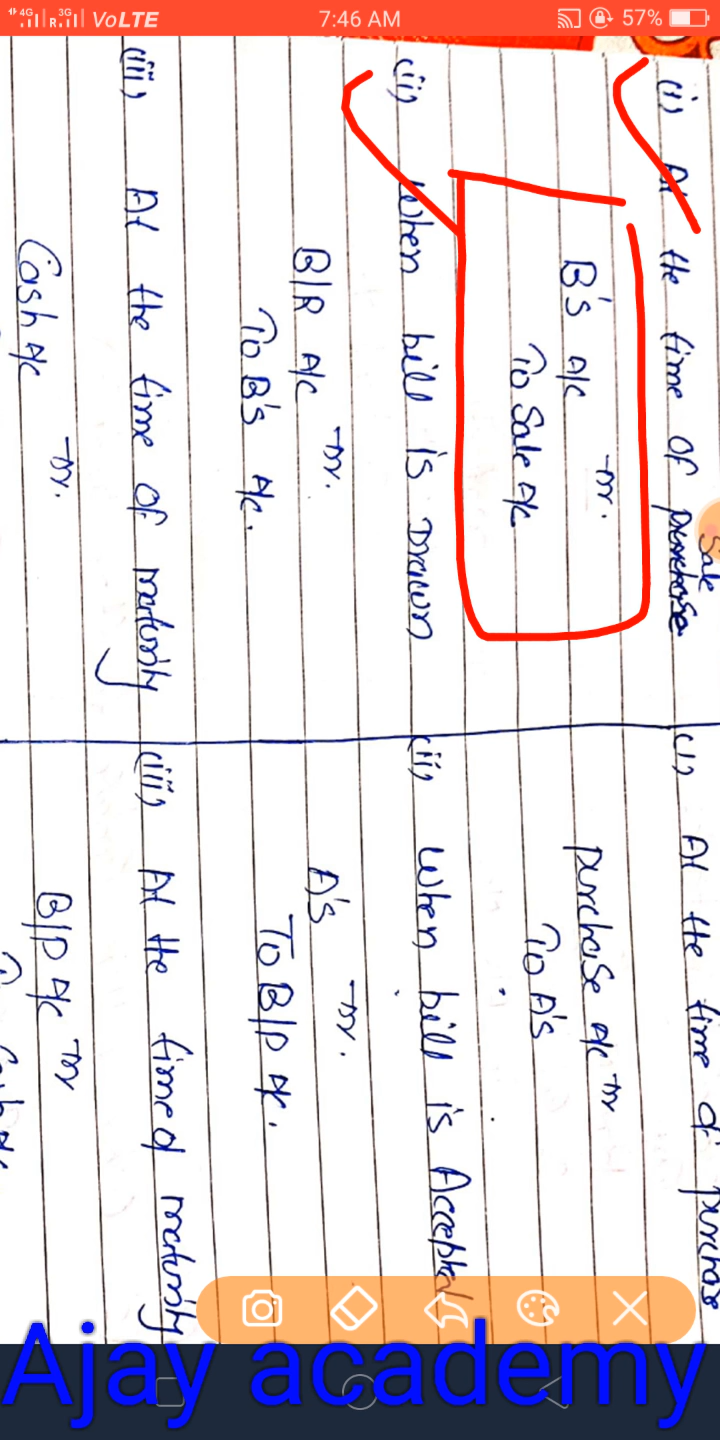 4G 3G R VoLTE 7:46 AM 57%
(i) At the time of purchase
Sale
B's A/c Dr.
To Sale A/c
(ii) When bill is Drawn
B/R A/c Dr.
To B's A/c.
(iii) At the time of maturity
Cash A/c Dr.
(i) At the time of purchase
purchase A/c Dr
To A's
(ii) When bill is Accepted
A's Dr.
To B/P A/c.
(iii) At the time of maturity
B/P A/c Dr
Ajay academy